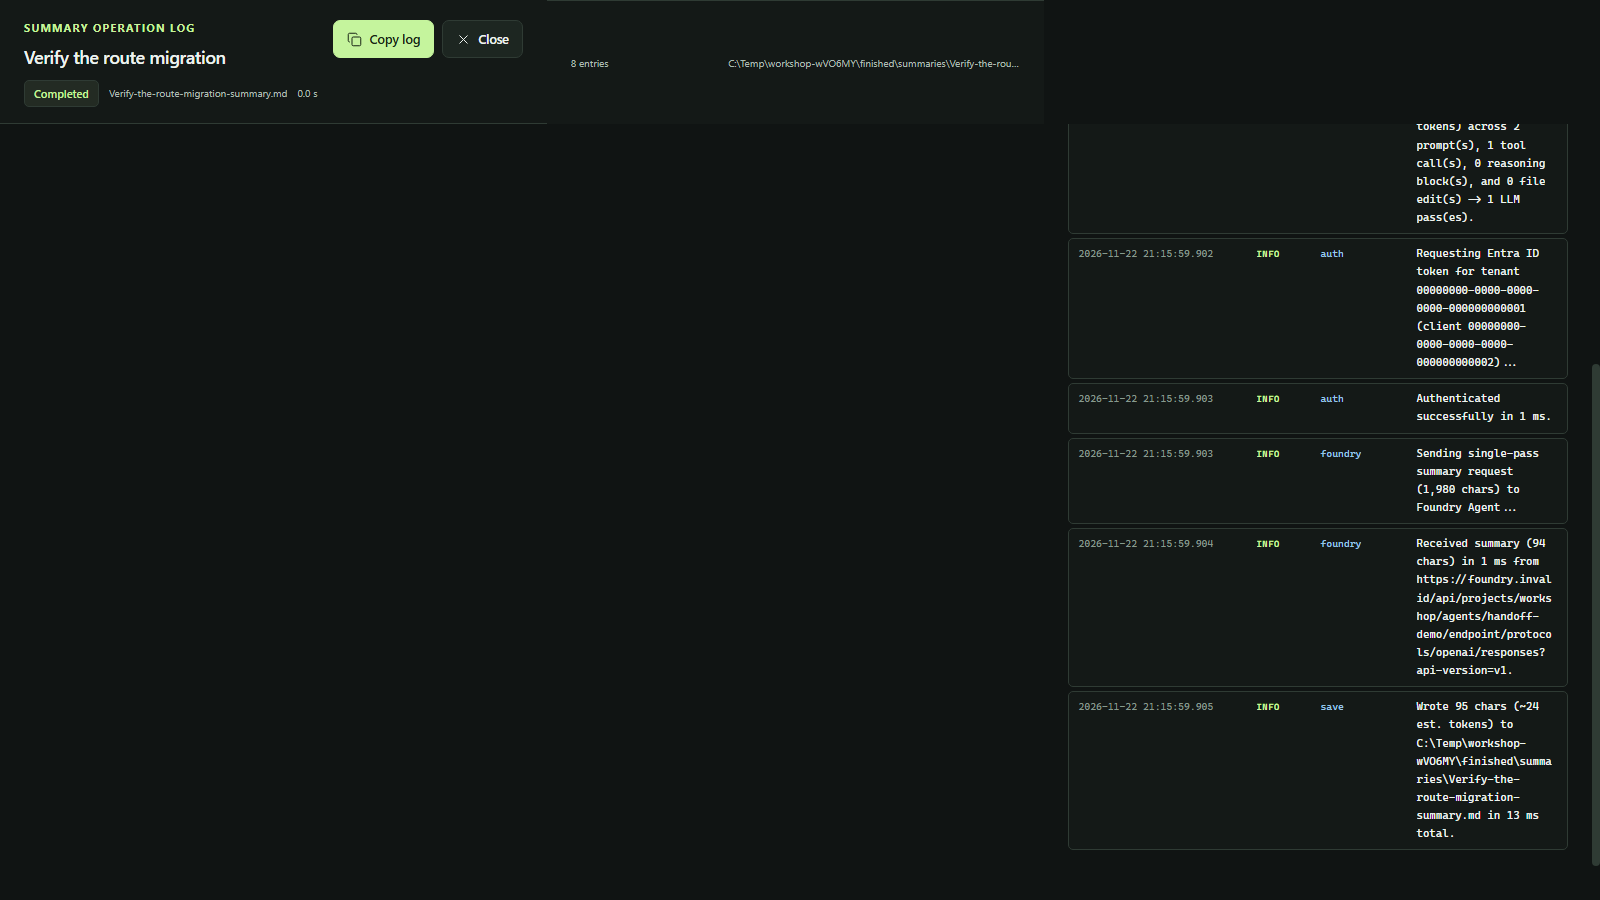 SUMMARY OPERATION LOG
Verify the route migration
Completed Verify-the-route-migration-summary.md 0.0 s
Copy log
Close
8 entries
C:\Temp\workshop-wVO6MY\finished\summaries\Verify-the-rou...
tokens) across 2
prompt(s), 1 tool
call(s), 0 reasoning
block(s), and 0 file
edit(s) → 1 LLM
pass(es).
2026-11-22 21:15:59.902 INFO auth Requesting Entra ID
token for tenant
00000000-0000-0000-
0000-000000000001
(client 00000000-
0000-0000-0000-
000000000002)...
2026-11-22 21:15:59.903 INFO auth Authenticated
successfully in 1 ms.
2026-11-22 21:15:59.903 INFO foundry Sending single-pass
summary request
(1,980 chars) to
Foundry Agent...
2026-11-22 21:15:59.904 INFO foundry Received summary (94
chars) in 1 ms from
https://foundry.inval
id/api/projects/works
hop/agents/handoff-
demo/endpoint/protoco
ls/openai/responses?
api-version=v1.
2026-11-22 21:15:59.905 INFO save Wrote 95 chars (~24
est. tokens) to
C:\Temp\workshop-
wVO6MY\finished\summa
ries\Verify-the-
route-migration-
summary.md in 13 ms
total.